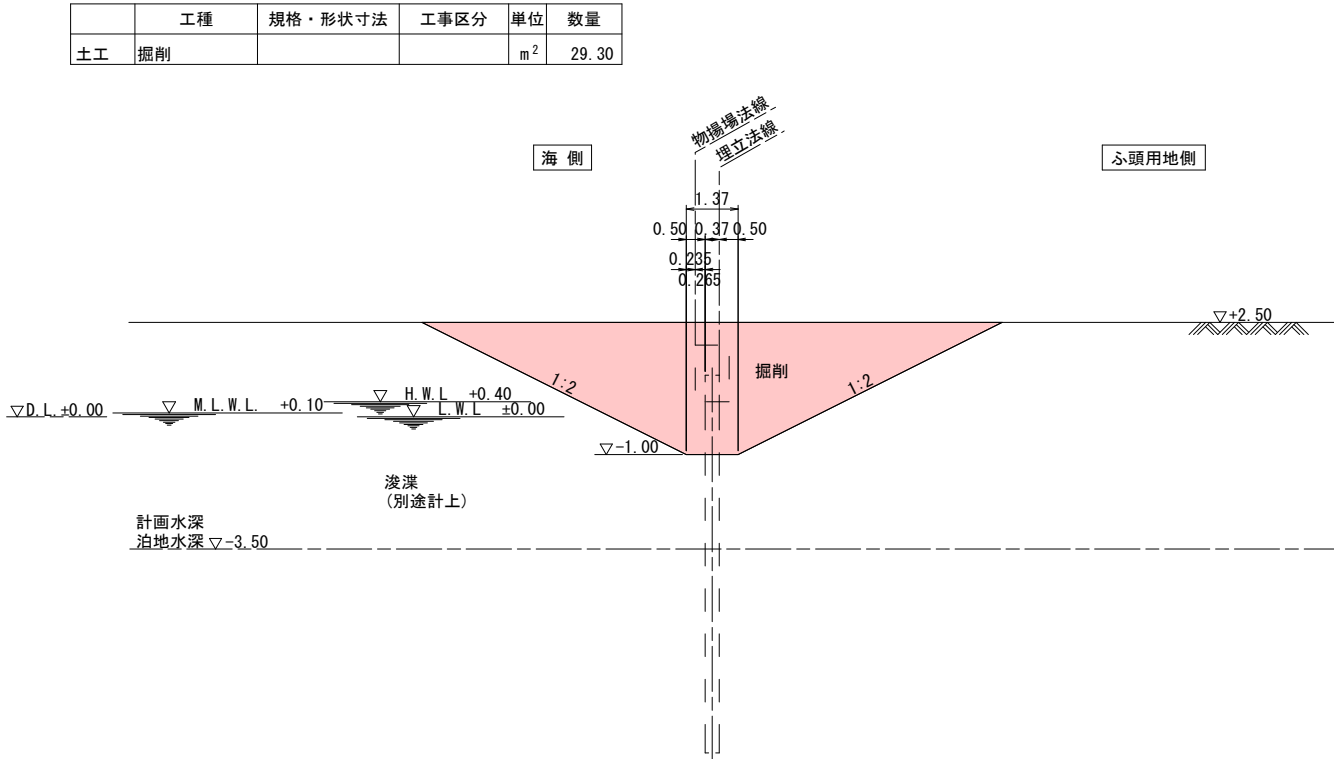 工種 規格・形状寸法 工事区分 単位 数量
土工 掘削 m² 29.30
物揚場法線
埋立法線
海 側
ふ頭用地側
1.37
0.50 0.37 0.50
0.235
0.265
▽+2.50
掘削
1:2
1:2
H.W.L +0.40
▽D.L.±0.00
M.L.W.L. +0.10
L.W.L ±0.00
▽-1.00
浚渫
(別途計上)
計画水深
泊地水深▽-3.50